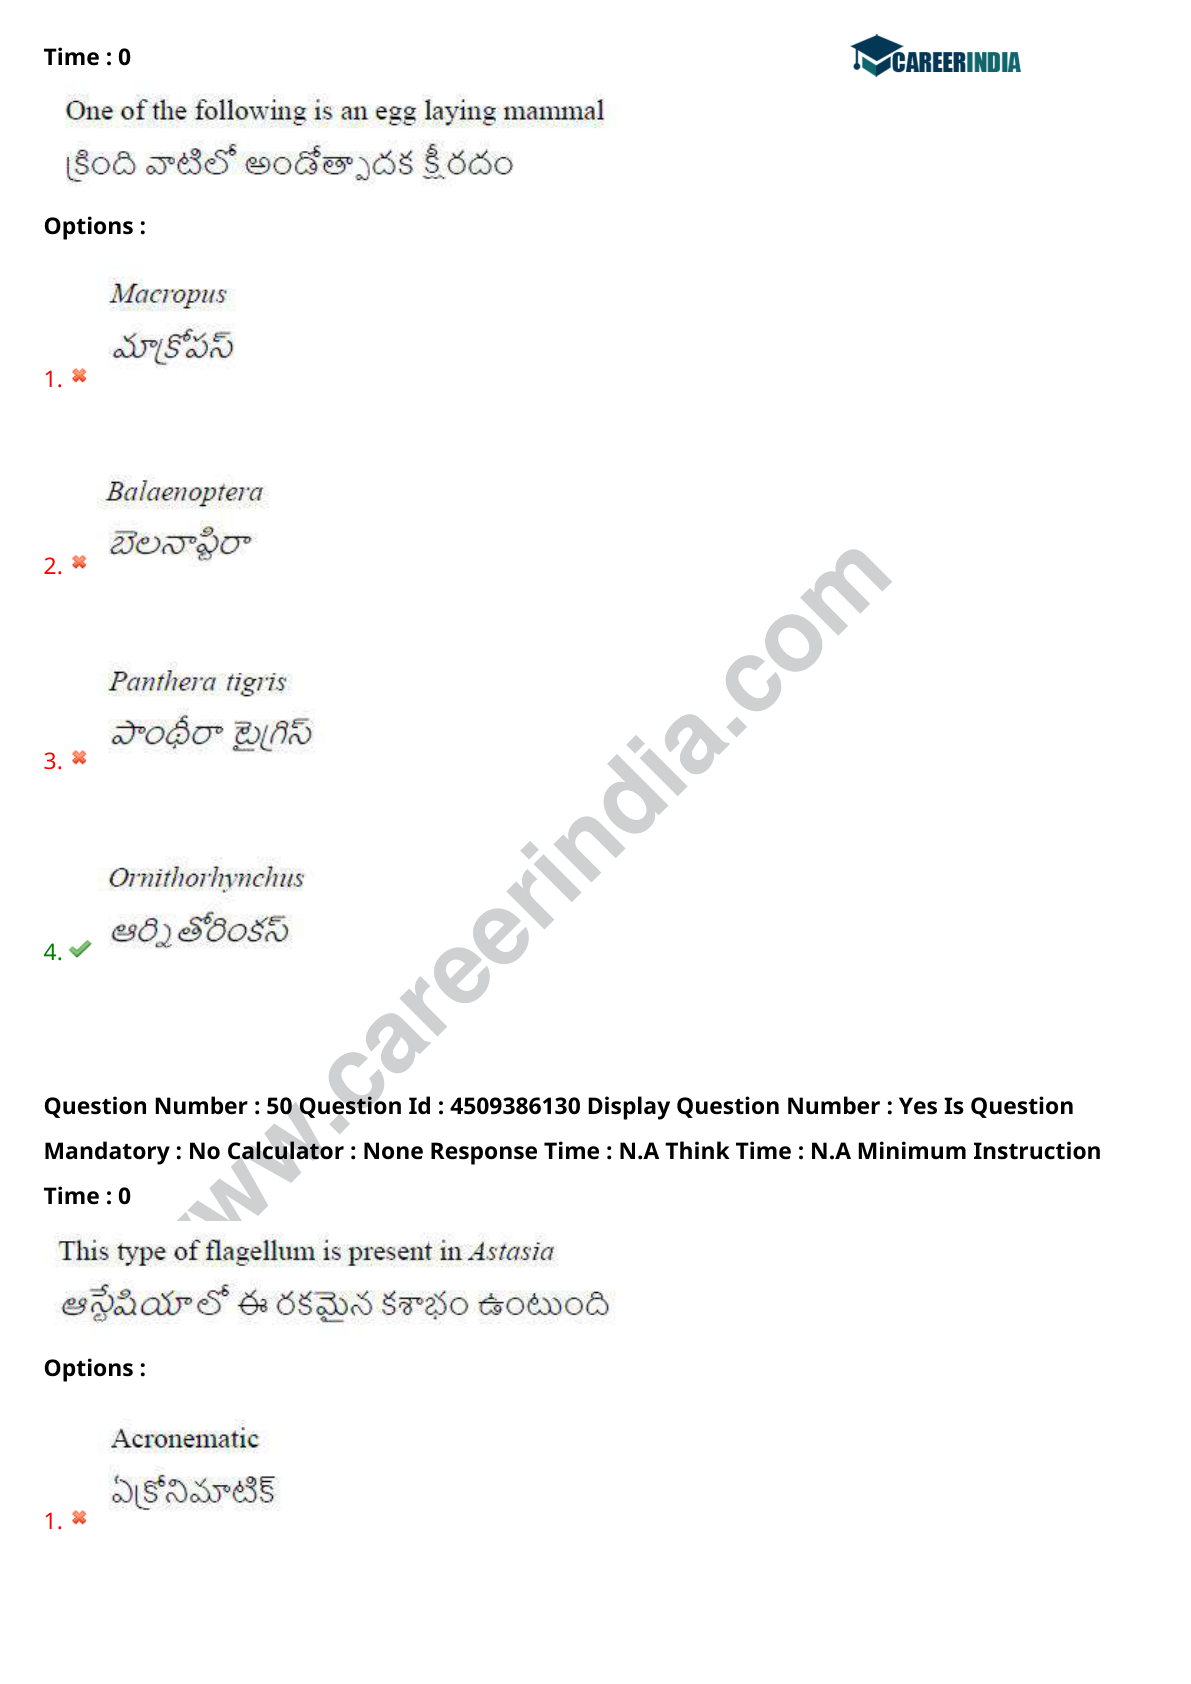 Time : 0
CAREERINDIA
One of the following is an egg laying mammal
క్రింది వాటిలో అండోత్పాదక క్షీరదం
Options :
Macropus
మాక్రోపస్
1.
Balaenoptera
బెలనాప్టిరా
2.
Panthera tigris
పాంథీరా టైగ్రిస్
3.
Ornithorhynchus
ఆర్నితోరింకస్
4.
www.careerindia.com
Question Number : 50 Question Id : 4509386130 Display Question Number : Yes Is Question
Mandatory : No Calculator : None Response Time : N.A Think Time : N.A Minimum Instruction
Time : 0
This type of flagellum is present in Astasia
ఆస్టేషియాలో ఈ రకమైన కశాభం ఉంటుంది
Options :
Acronematic
ఏక్రోనిమాటిక్
1.